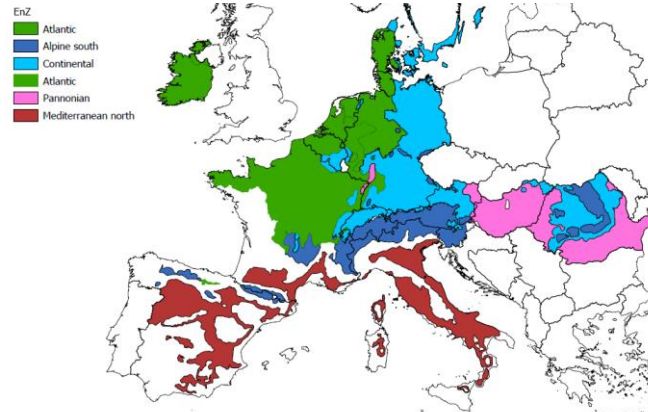 EnZ
Atlantic
Alpine south
Continental
Atlantic
Pannonian
Mediterranean north